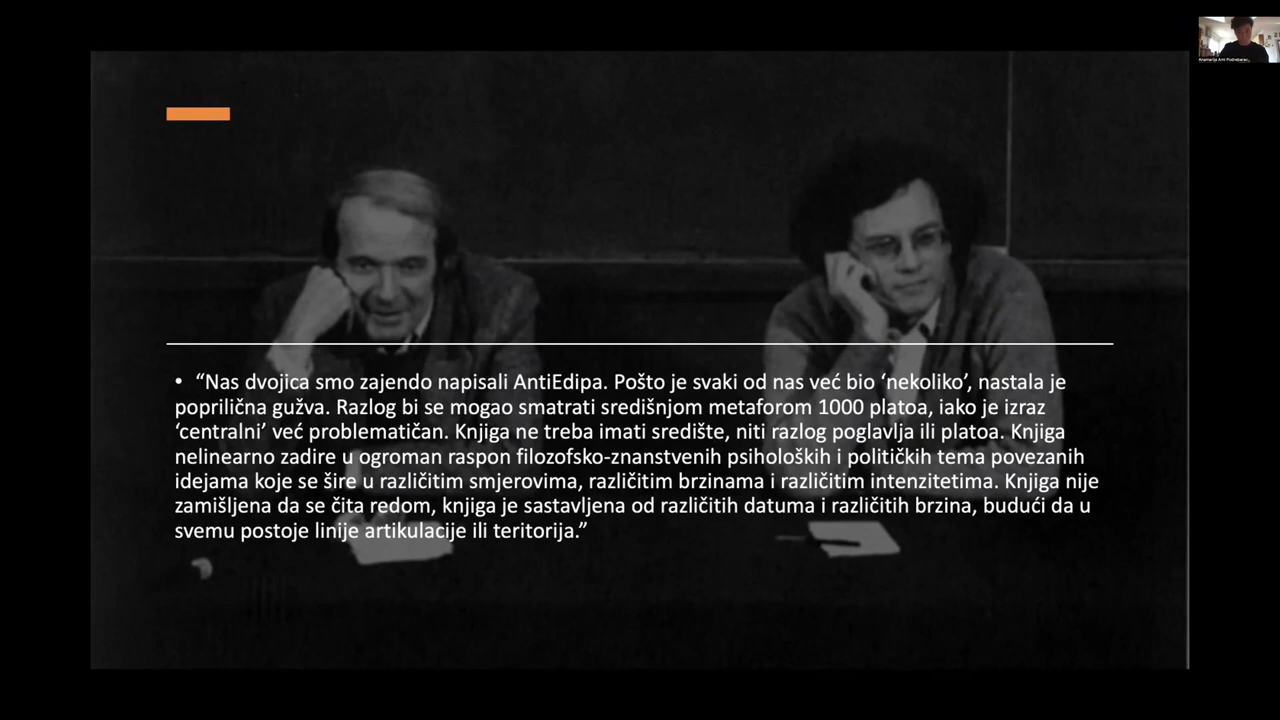 Anamarija Ami Podrebarac
• “Nas dvojica smo zajendo napisali AntiEdipa. Pošto je svaki od nas već bio ‘nekoliko’, nastala je
poprilična gužva. Razlog bi se mogao smatrati središnjom metaforom 1000 platoa, iako je izraz
‘centralni’ već problematičan. Knjiga ne treba imati središte, niti razlog poglavlja ili platoa. Knjiga
nelinearno zadire u ogroman raspon filozofsko-znanstvenih psiholoških i političkih tema povezanih
idejama koje se šire u različitim smjerovima, različitim brzinama i različitim intenzitetima. Knjiga nije
zamišljena da se čita redom, knjiga je sastavljena od različitih datuma i različitih brzina, budući da u
svemu postoje linije artikulacije ili teritorija.”